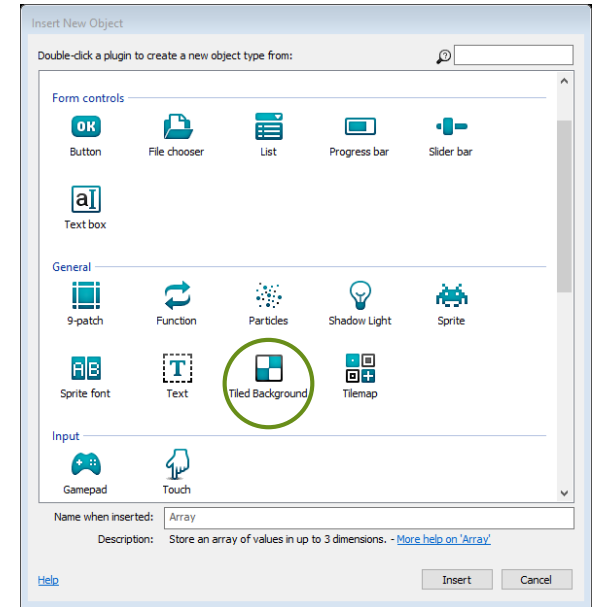 Insert New Object
Double-click a plugin to create a new object type from:
Form controls
OK
Button File chooser List Progress bar Slider bar
a
Text box
General
9-patch Function Particles Shadow Light Sprite
AB T
Sprite font Text Tiled Background Tilemap
Input
Gamepad Touch
Name when inserted: Array
Description: Store an array of values in up to 3 dimensions. - More help on 'Array'
Help Insert Cancel